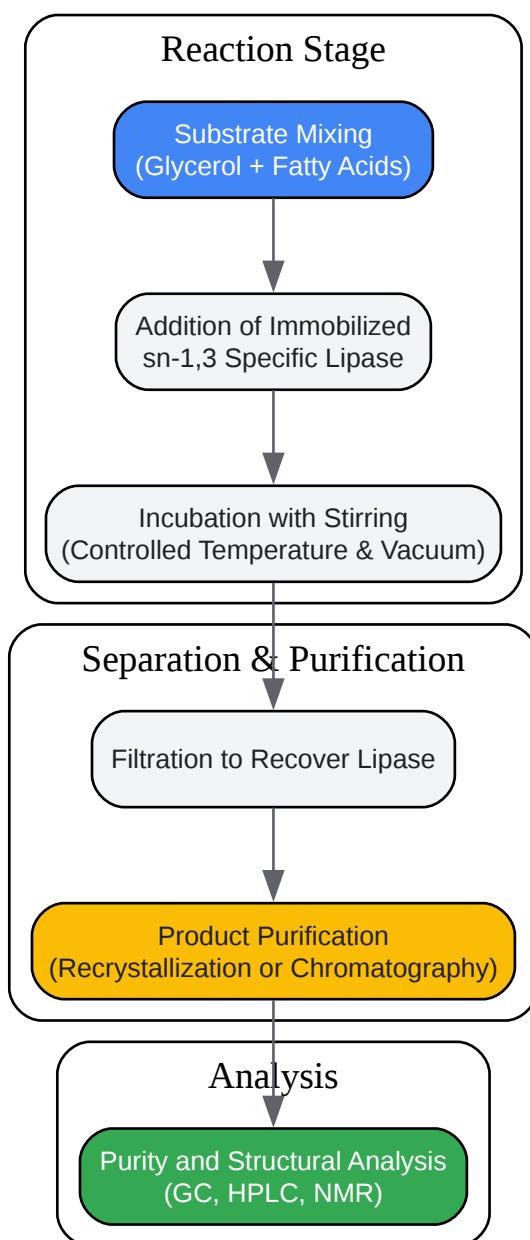 Reaction Stage
Substrate Mixing
(Glycerol + Fatty Acids)
Addition of Immobilized
sn-1,3 Specific Lipase
Incubation with Stirring
(Controlled Temperature & Vacuum)
Separation & Purification
Filtration to Recover Lipase
Product Purification
(Recrystallization or Chromatography)
Analysis
Purity and Structural Analysis
(GC, HPLC, NMR)